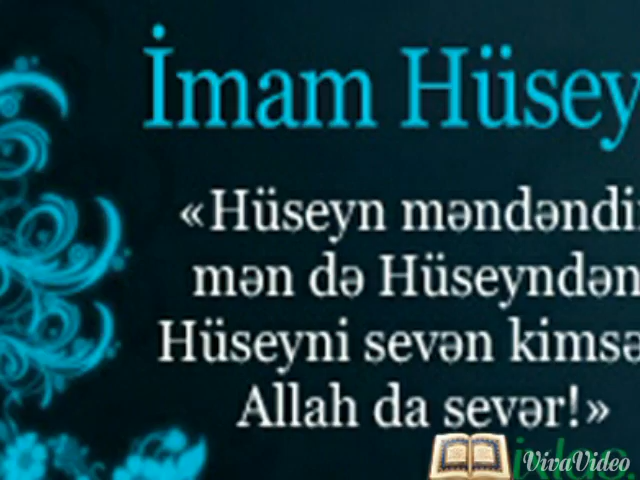 İmam Hüsey
«Hüseyn məndəndi
mən də Hüseyndən
Hüseyni sevən kimsə
Allah da sevər!»
VivaVideo